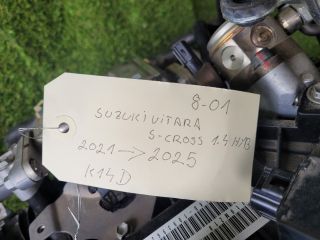 8-01
SUZUKI VITARA
S-CROSS 1.4 HYB
2021 → 2025
K14D